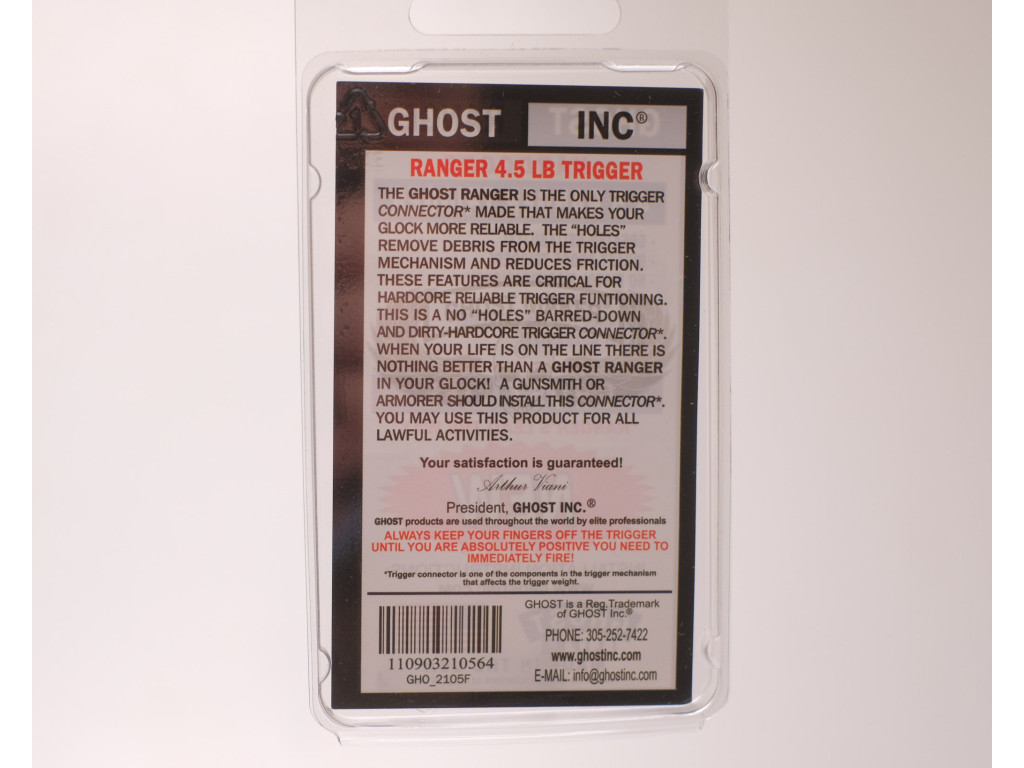 GHOST INC®
RANGER 4.5 LB TRIGGER
THE GHOST RANGER IS THE ONLY TRIGGER
CONNECTOR* MADE THAT MAKES YOUR
GLOCK MORE RELIABLE. THE “HOLES”
REMOVE DEBRIS FROM THE TRIGGER
MECHANISM AND REDUCES FRICTION.
THESE FEATURES ARE CRITICAL FOR
HARDCORE RELIABLE TRIGGER FUNTIONING.
THIS IS A NO “HOLES” BARRED-DOWN
AND DIRTY-HARDCORE TRIGGER CONNECTOR*.
WHEN YOUR LIFE IS ON THE LINE THERE IS
NOTHING BETTER THAN A GHOST RANGER
IN YOUR GLOCK! A GUNSMITH OR
ARMORER SHOULD INSTALL THIS CONNECTOR*.
YOU MAY USE THIS PRODUCT FOR ALL
LAWFUL ACTIVITIES.
Your satisfaction is guaranteed!
Arthur Viani
President, GHOST INC.®
GHOST products are used throughout the world by elite professionals
ALWAYS KEEP YOUR FINGERS OFF THE TRIGGER
UNTIL YOU ARE ABSOLUTELY POSITIVE YOU NEED TO
IMMEDIATELY FIRE!
*Trigger connector is one of the components in the trigger mechanism
that affects the trigger weight.
110903210564
GHO_2105F
GHOST is a Reg.Trademark
of GHOST Inc.®
PHONE: 305-252-7422
www.ghostinc.com
E-MAIL: info@ghostinc.com